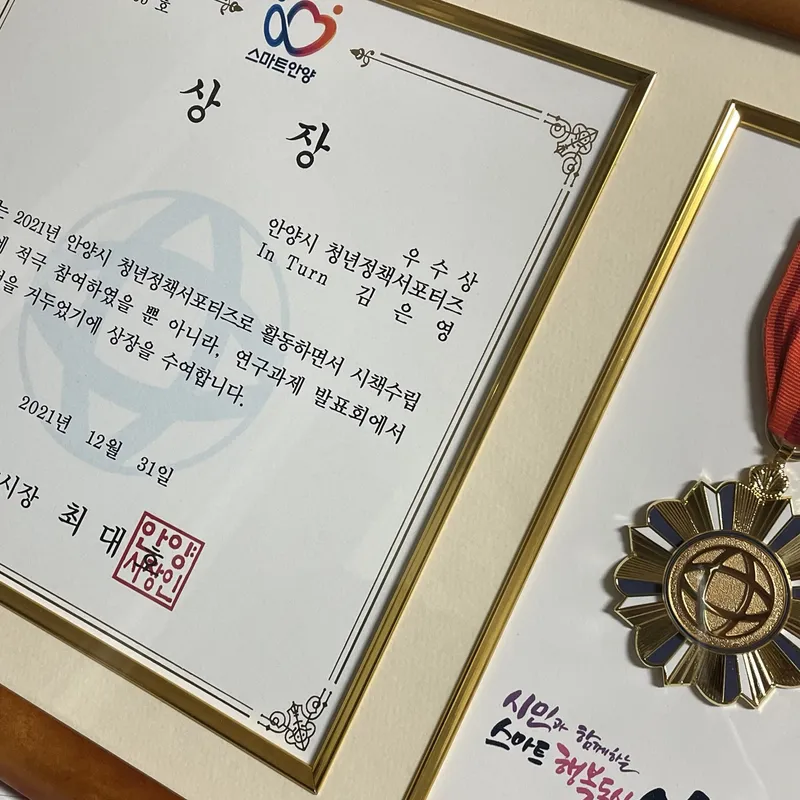 호
스마트안양
상 장
우수상
안양시 청년정책서포터즈
In Turn 김은영
는 2021년 안양시 청년정책서포터즈로 활동하면서 시책수립
에 적극 참여하였을 뿐 아니라, 연구과제 발표회에서
을 거두었기에 상장을 수여합니다.
2021년 12월 31일
시장 최대호
안양
시장인
시민과 함께하는
스마트 행복도시